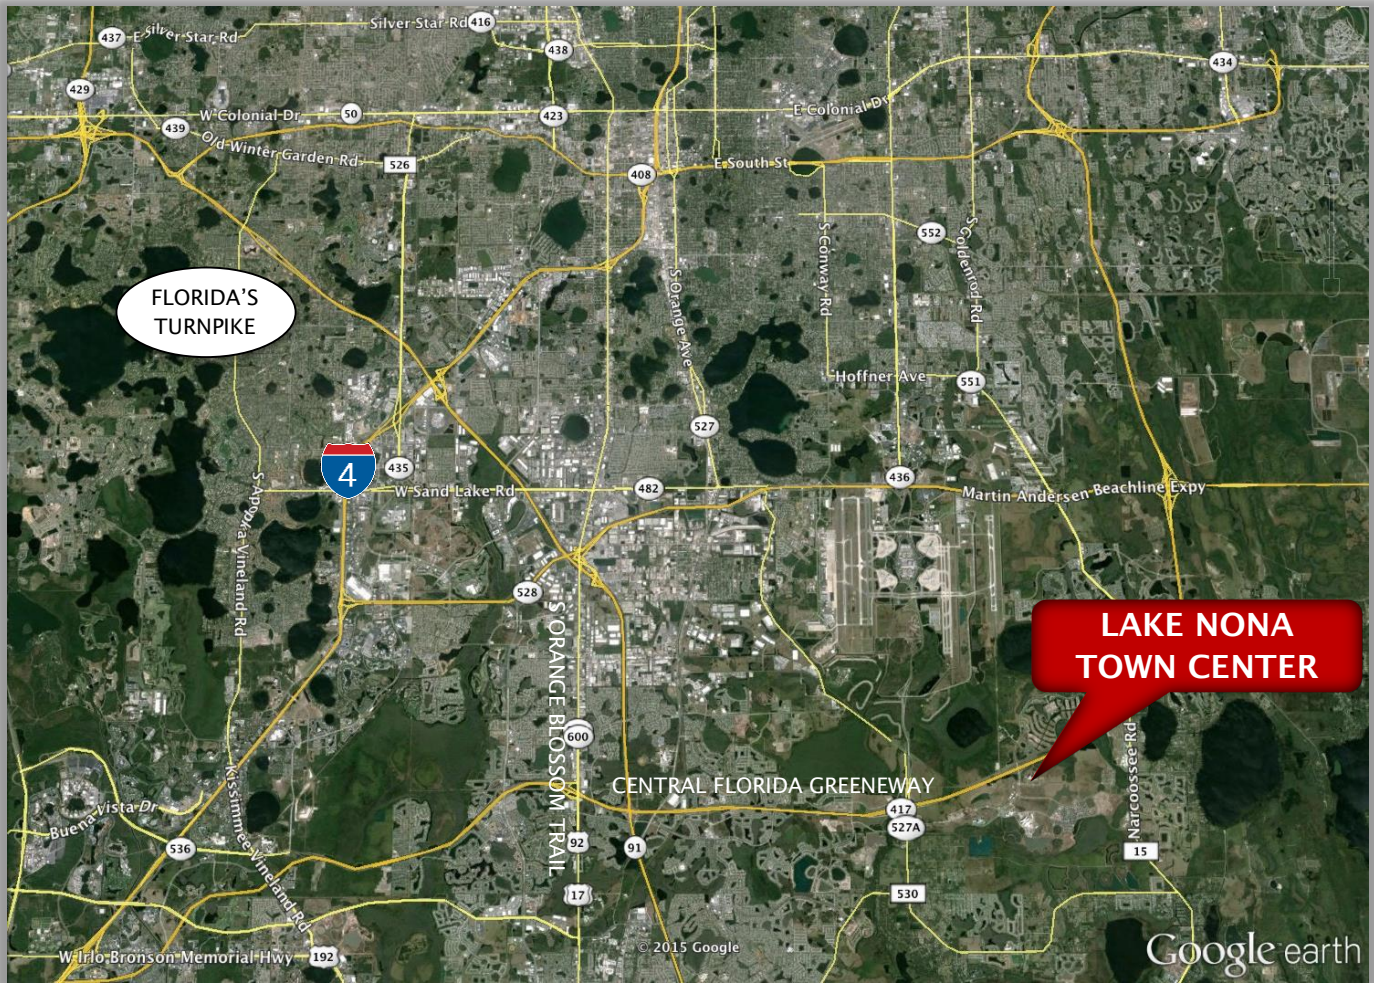 Silver Star Rd
416
437
E Silver Star Rd
438
434
429
W Colonial Dr
50
423
E Colonial Dr
439
Old Winter Garden Rd
526
408
E South St
552
S Conway Rd
S Goldenrod Rd
S Orange Ave
FLORIDA'S
TURNPIKE
Hoffner Ave
551
527
4
435
W Sand Lake Rd
482
436
Martin Andersen Beachline Expy
S Apopka Vineland Rd
528
S ORANGE BLOSSOM TRAIL
LAKE NONA
TOWN CENTER
600
Narcoossee Rd
CENTRAL FLORIDA GREENEWAY
417
527A
Buena Vista Dr
536
Kissimmee Vineland Rd
92
91
15
17
530
W Irlo Bronson Memorial Hwy
192
© 2015 Google
Google earth